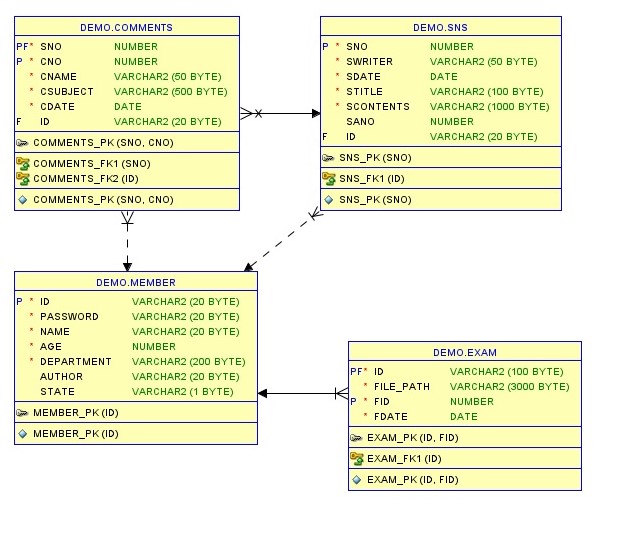 DEMO.COMMENTS
PF* SNO NUMBER
P * CNO NUMBER
* CNAME VARCHAR2 (50 BYTE)
* CSUBJECT VARCHAR2 (500 BYTE)
* CDATE DATE
F ID VARCHAR2 (20 BYTE)
COMMENTS_PK (SNO, CNO)
COMMENTS_FK1 (SNO)
COMMENTS_FK2 (ID)
COMMENTS_PK (SNO, CNO)
DEMO.SNS
P * SNO NUMBER
* SWRITER VARCHAR2 (50 BYTE)
* SDATE DATE
* STITLE VARCHAR2 (100 BYTE)
* SCONTENTS VARCHAR2 (1000 BYTE)
SANO NUMBER
F ID VARCHAR2 (20 BYTE)
SNS_PK (SNO)
SNS_FK1 (ID)
SNS_PK (SNO)
DEMO.MEMBER
P * ID VARCHAR2 (20 BYTE)
* PASSWORD VARCHAR2 (20 BYTE)
* NAME VARCHAR2 (20 BYTE)
* AGE NUMBER
* DEPARTMENT VARCHAR2 (200 BYTE)
AUTHOR VARCHAR2 (20 BYTE)
STATE VARCHAR2 (1 BYTE)
MEMBER_PK (ID)
MEMBER_PK (ID)
DEMO.EXAM
PF* ID VARCHAR2 (100 BYTE)
* FILE_PATH VARCHAR2 (3000 BYTE)
P * FID NUMBER
* FDATE DATE
EXAM_PK (ID, FID)
EXAM_FK1 (ID)
EXAM_PK (ID, FID)